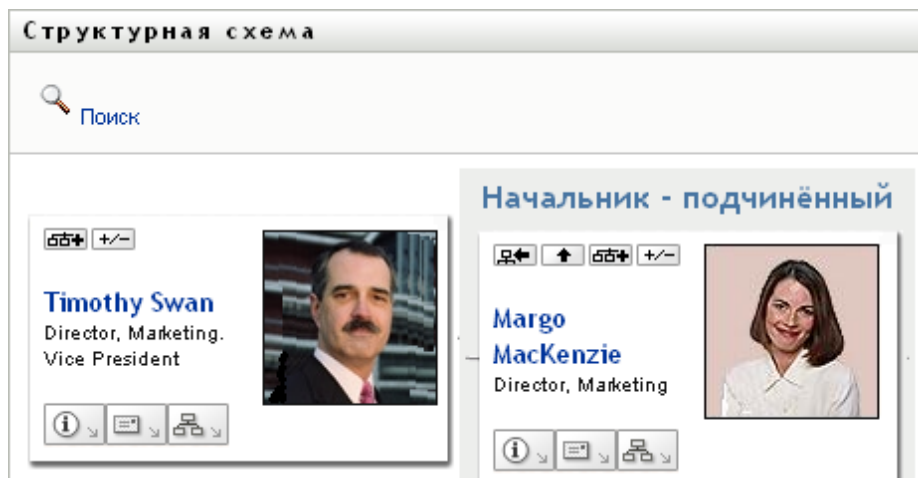 Структурная схема
Поиск
Начальник - подчинённый
+/-
Timothy Swan
Director, Marketing.
Vice President
+/-
Margo
MacKenzie
Director, Marketing